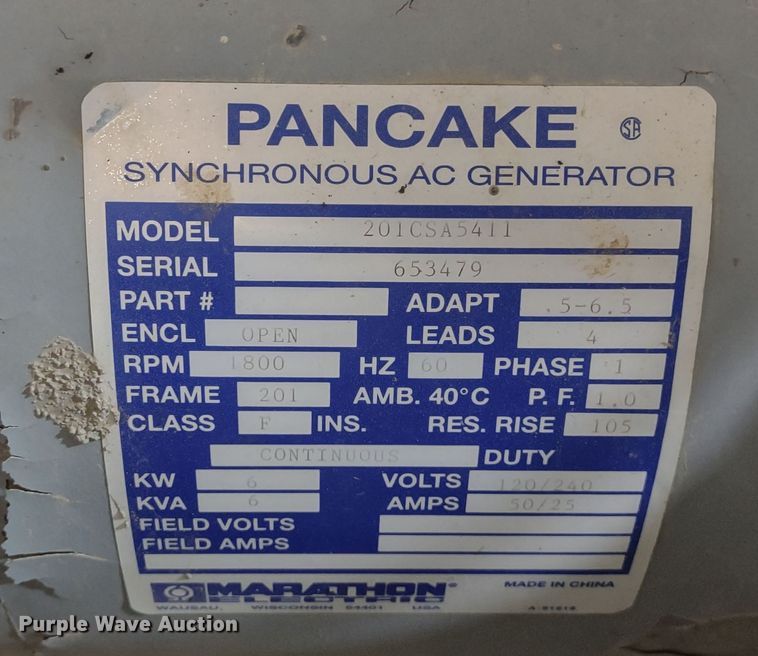 PANCAKE SA
SYNCHRONOUS AC GENERATOR
MODEL 201CSA5411
SERIAL 653479
PART # ADAPT .5-6.5
ENCL OPEN LEADS 4
RPM 1800 HZ 60 PHASE 1
FRAME 201 AMB. 40°C P. F. 1.0
CLASS F INS. RES. RISE 105
CONTINUOUS DUTY
KW 6 VOLTS 120/240
KVA 6 AMPS 50/25
FIELD VOLTS
FIELD AMPS
MARATHON MADE IN CHINA
ELECTRIC
WAUSAU, WISCONSIN 54401 USA
Purple Wave Auction